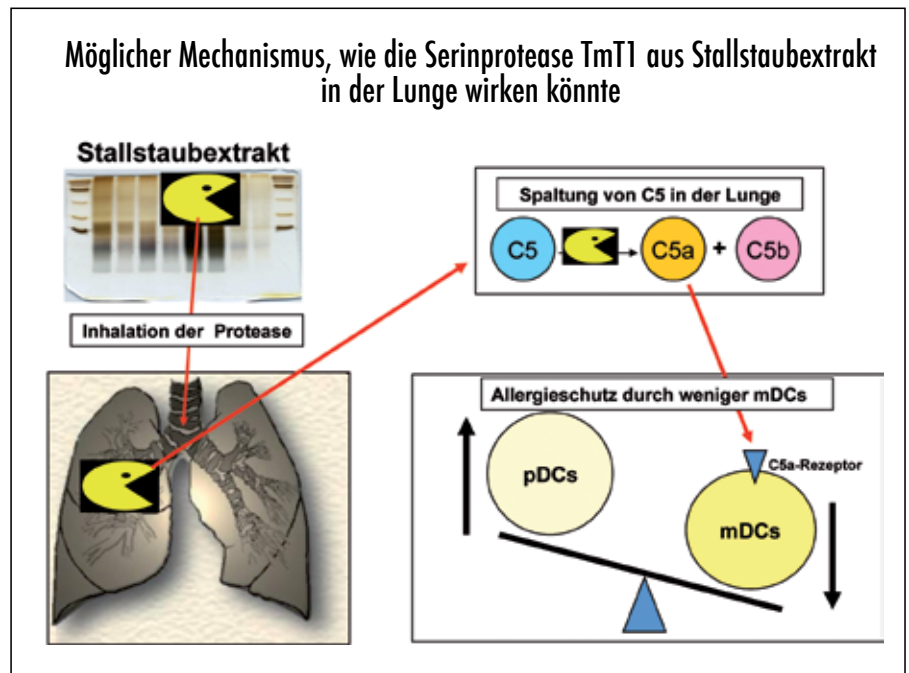 Möglicher Mechanismus, wie die Serinprotease TmT1 aus Stallstaubextrakt
in der Lunge wirken könnte
Stallstaubextrakt
Inhalation der Protease
Spaltung von C5 in der Lunge
C5 C5a + C5b
Allergieschutz durch weniger mDCs
C5a-Rezeptor
pDCs
mDCs